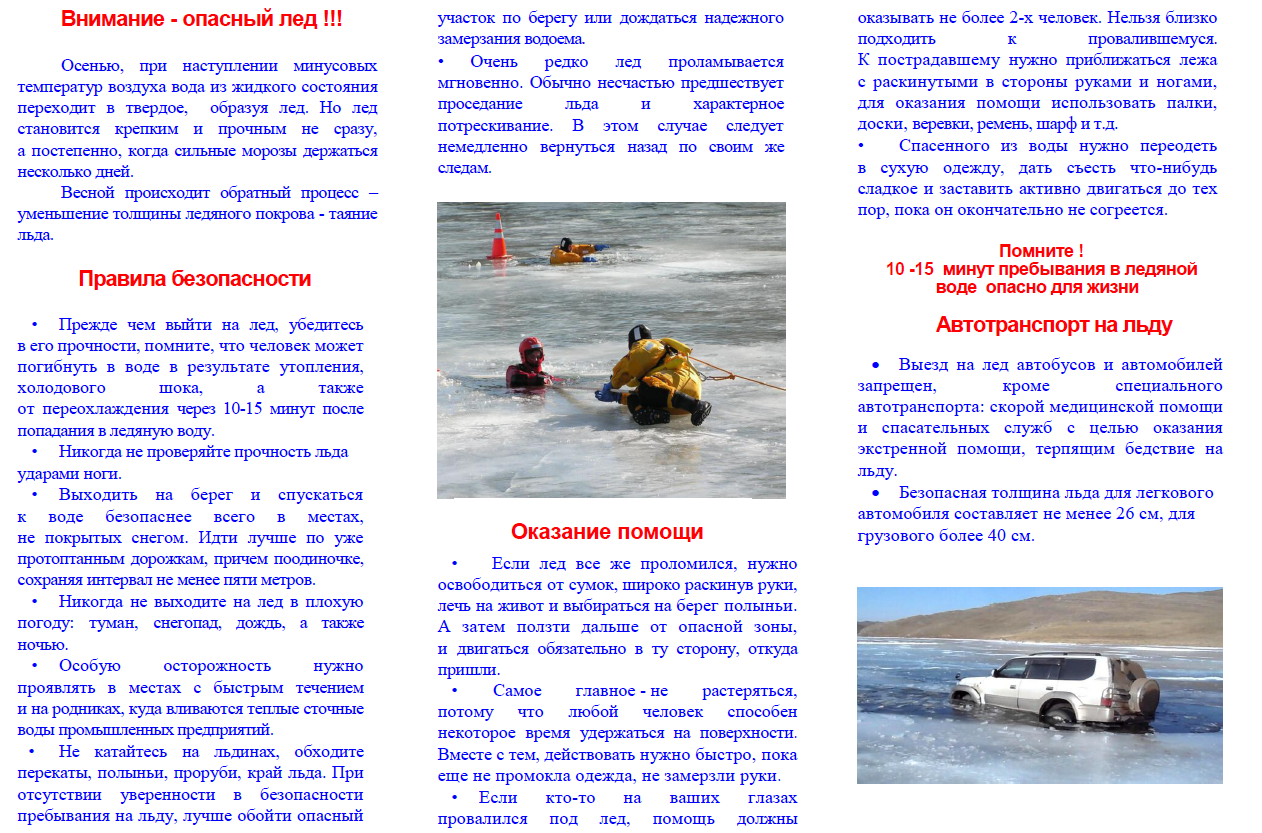 Внимание - опасный лед !!!
Осенью, при наступлении минусовых
температур воздуха вода из жидкого состояния
переходит в твердое, образуя лед. Но лед
становится крепким и прочным не сразу,
а постепенно, когда сильные морозы держаться
несколько дней.
Весной происходит обратный процесс –
уменьшение толщины ледяного покрова - таяние
льда.
Правила безопасности
• Прежде чем выйти на лед, убедитесь
в его прочности, помните, что человек может
погибнуть в воде в результате утопления,
холодового шока, а также
от переохлаждения через 10-15 минут после
попадания в ледяную воду.
• Никогда не проверяйте прочность льда
ударами ноги.
• Выходить на берег и спускаться
к воде безопаснее всего в местах,
не покрытых снегом. Идти лучше по уже
протоптанным дорожкам, причем поодиночке,
сохраняя интервал не менее пяти метров.
• Никогда не выходите на лед в плохую
погоду: туман, снегопад, дождь, а также
ночью.
• Особую осторожность нужно
проявлять в местах с быстрым течением
и на родниках, куда вливаются теплые сточные
воды промышленных предприятий.
• Не катайтесь на льдинах, обходите
перекаты, полыньи, проруби, край льда. При
отсутствии уверенности в безопасности
пребывания на льду, лучше обойти опасный
участок по берегу или дождаться надежного
замерзания водоема.
• Очень редко лед проламывается
мгновенно. Обычно несчастью предшествует
проседание льда и характерное
потрескивание. В этом случае следует
немедленно вернуться назад по своим же
следам.
Оказание помощи
• Если лед все же проломился, нужно
освободиться от сумок, широко раскинув руки,
лечь на живот и выбираться на берег полыньи.
А затем ползти дальше от опасной зоны,
и двигаться обязательно в ту сторону, откуда
пришли.
• Самое главное - не растеряться,
потому что любой человек способен
некоторое время удержаться на поверхности.
Вместе с тем, действовать нужно быстро, пока
еще не промокла одежда, не замерзли руки.
• Если кто-то на ваших глазах
провалился под лед, помощь должны
оказывать не более 2-х человек. Нельзя близко
подходить к провалившемуся.
К пострадавшему нужно приближаться лежа
с раскинутыми в стороны руками и ногами,
для оказания помощи использовать палки,
доски, веревки, ремень, шарф и т.д.
• Спасенного из воды нужно переодеть
в сухую одежду, дать съесть что-нибудь
сладкое и заставить активно двигаться до тех
пор, пока он окончательно не согреется.
Помните !
10 -15 минут пребывания в ледяной
воде опасно для жизни
Автотранспорт на льду
• Выезд на лед автобусов и автомобилей
запрещен, кроме специального
автотранспорта: скорой медицинской помощи
и спасательных служб с целью оказания
экстренной помощи, терпящим бедствие на
льду.
• Безопасная толщина льда для легкового
автомобиля составляет не менее 26 см, для
грузового более 40 см.